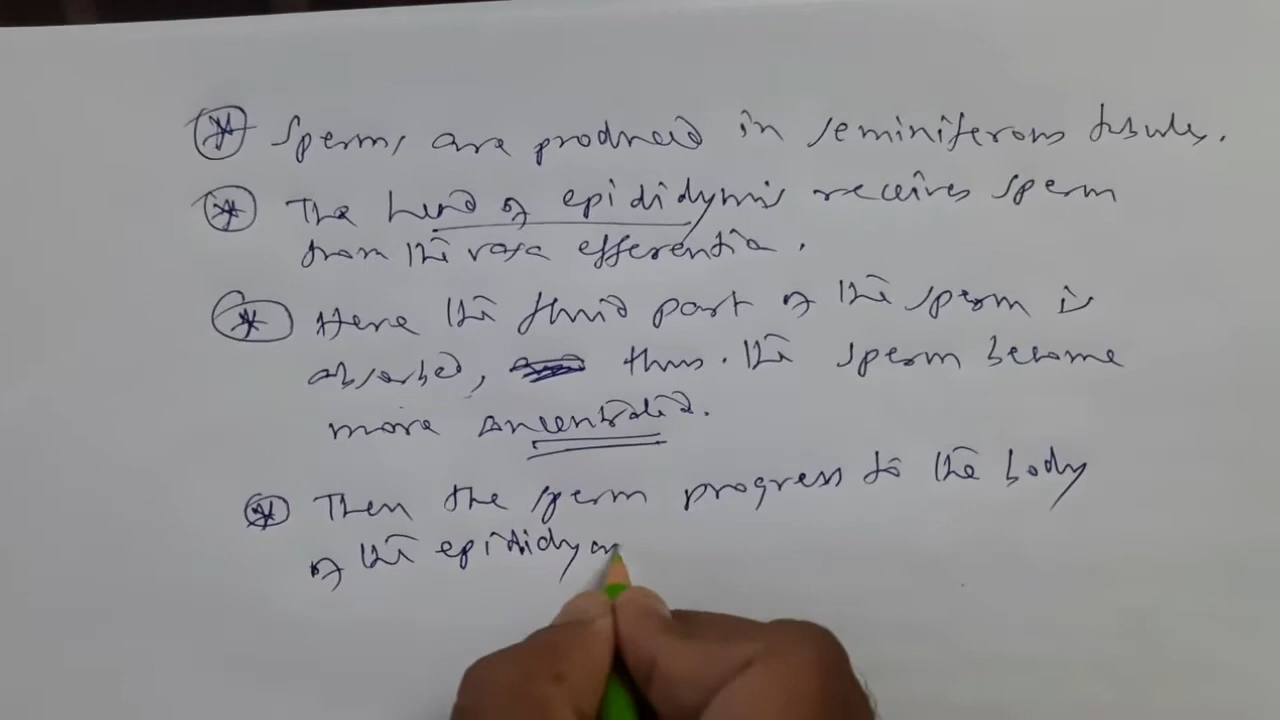 Sperms are produced in seminiferous tubules.
The head of epididymis receives sperm
from the vasa efferentia.
Here the fluid part of the sperm is
absorbed, thus the sperm become
more concentrated.
Then the sperm progress to the body
of the epididym